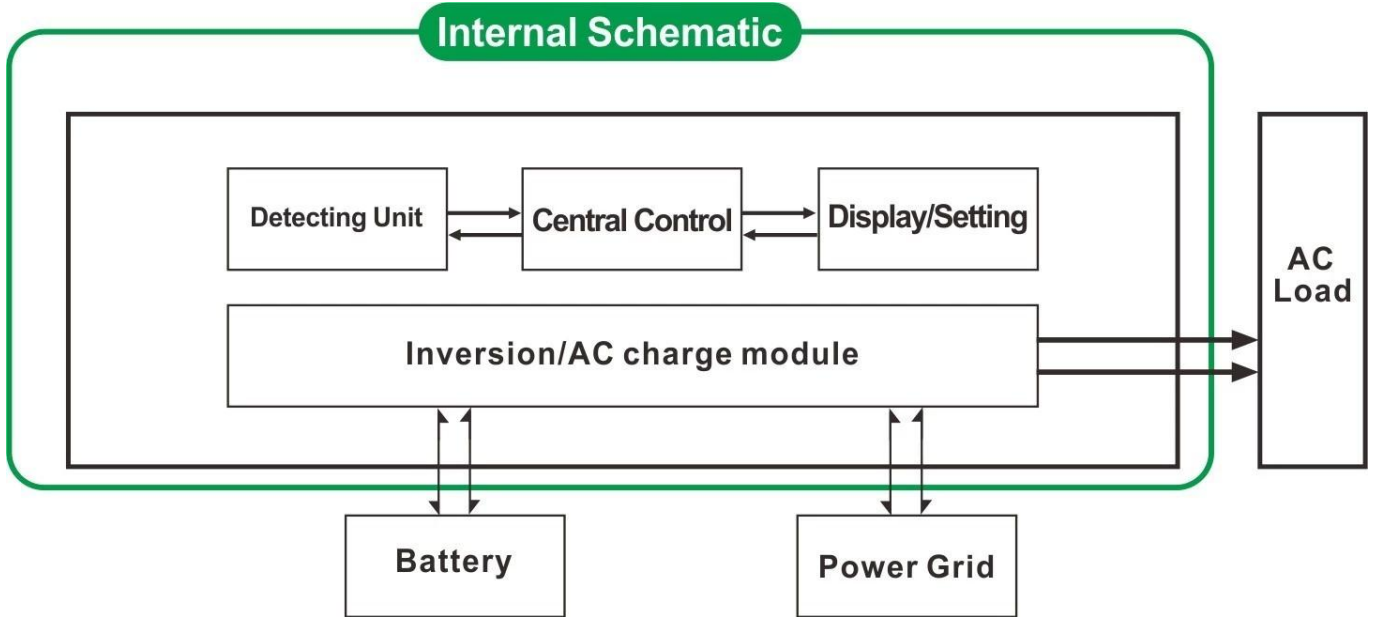 Internal Schematic
Detecting Unit
Central Control
Display/Setting
AC
Load
Inversion/AC charge module
Battery
Power Grid